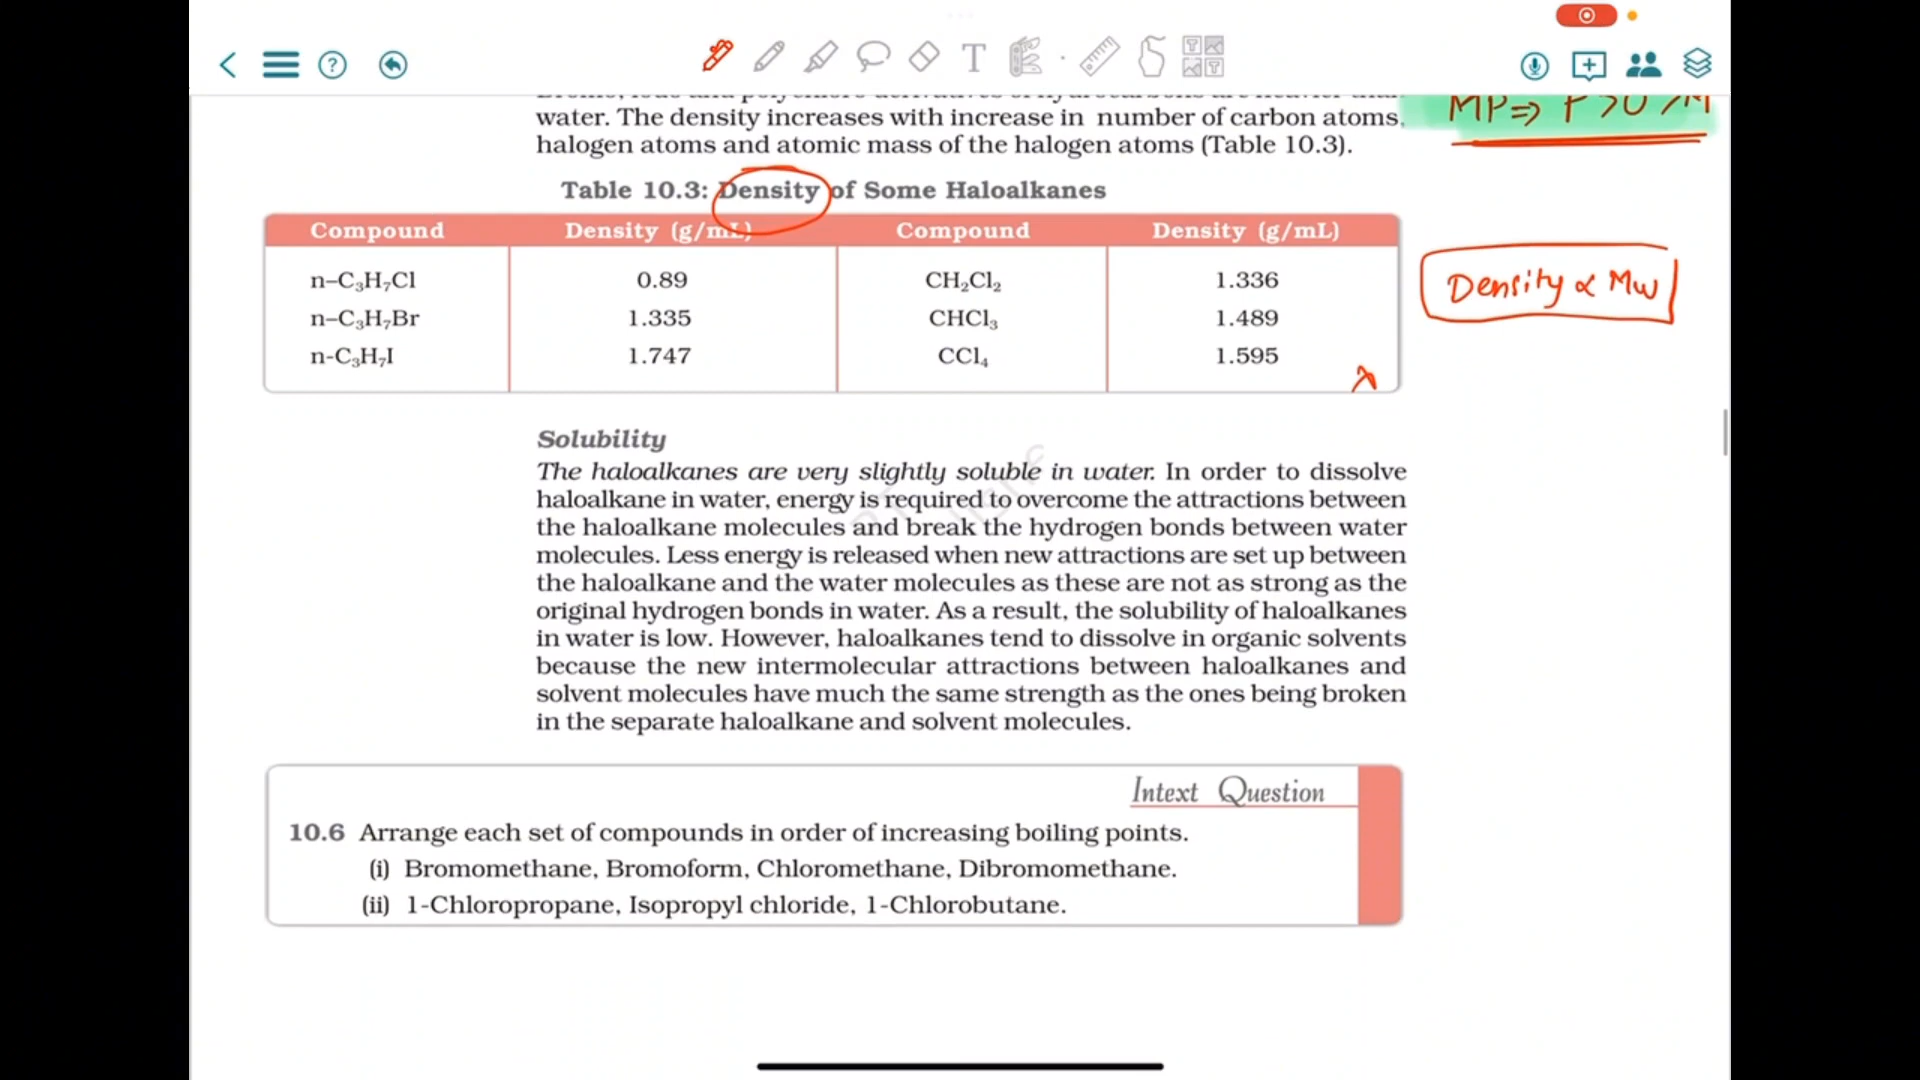 water. The density increases with increase in number of carbon atoms,
halogen atoms and atomic mass of the halogen atoms (Table 10.3).
MP⇒ P>O>M
Table 10.3: Density of Some Haloalkanes
Compound Density (g/mL) Compound Density (g/mL)
n–C₃H₇Cl 0.89 CH₂Cl₂ 1.336
n–C₃H₇Br 1.335 CHCl₃ 1.489
n-C₃H₇I 1.747 CCl₄ 1.595
Density ∝ Mw
Solubility
The haloalkanes are very slightly soluble in water. In order to dissolve
haloalkane in water, energy is required to overcome the attractions between
the haloalkane molecules and break the hydrogen bonds between water
molecules. Less energy is released when new attractions are set up between
the haloalkane and the water molecules as these are not as strong as the
original hydrogen bonds in water. As a result, the solubility of haloalkanes
in water is low. However, haloalkanes tend to dissolve in organic solvents
because the new intermolecular attractions between haloalkanes and
solvent molecules have much the same strength as the ones being broken
in the separate haloalkane and solvent molecules.
Intext Question
10.6 Arrange each set of compounds in order of increasing boiling points.
(i) Bromomethane, Bromoform, Chloromethane, Dibromomethane.
(ii) 1-Chloropropane, Isopropyl chloride, 1-Chlorobutane.